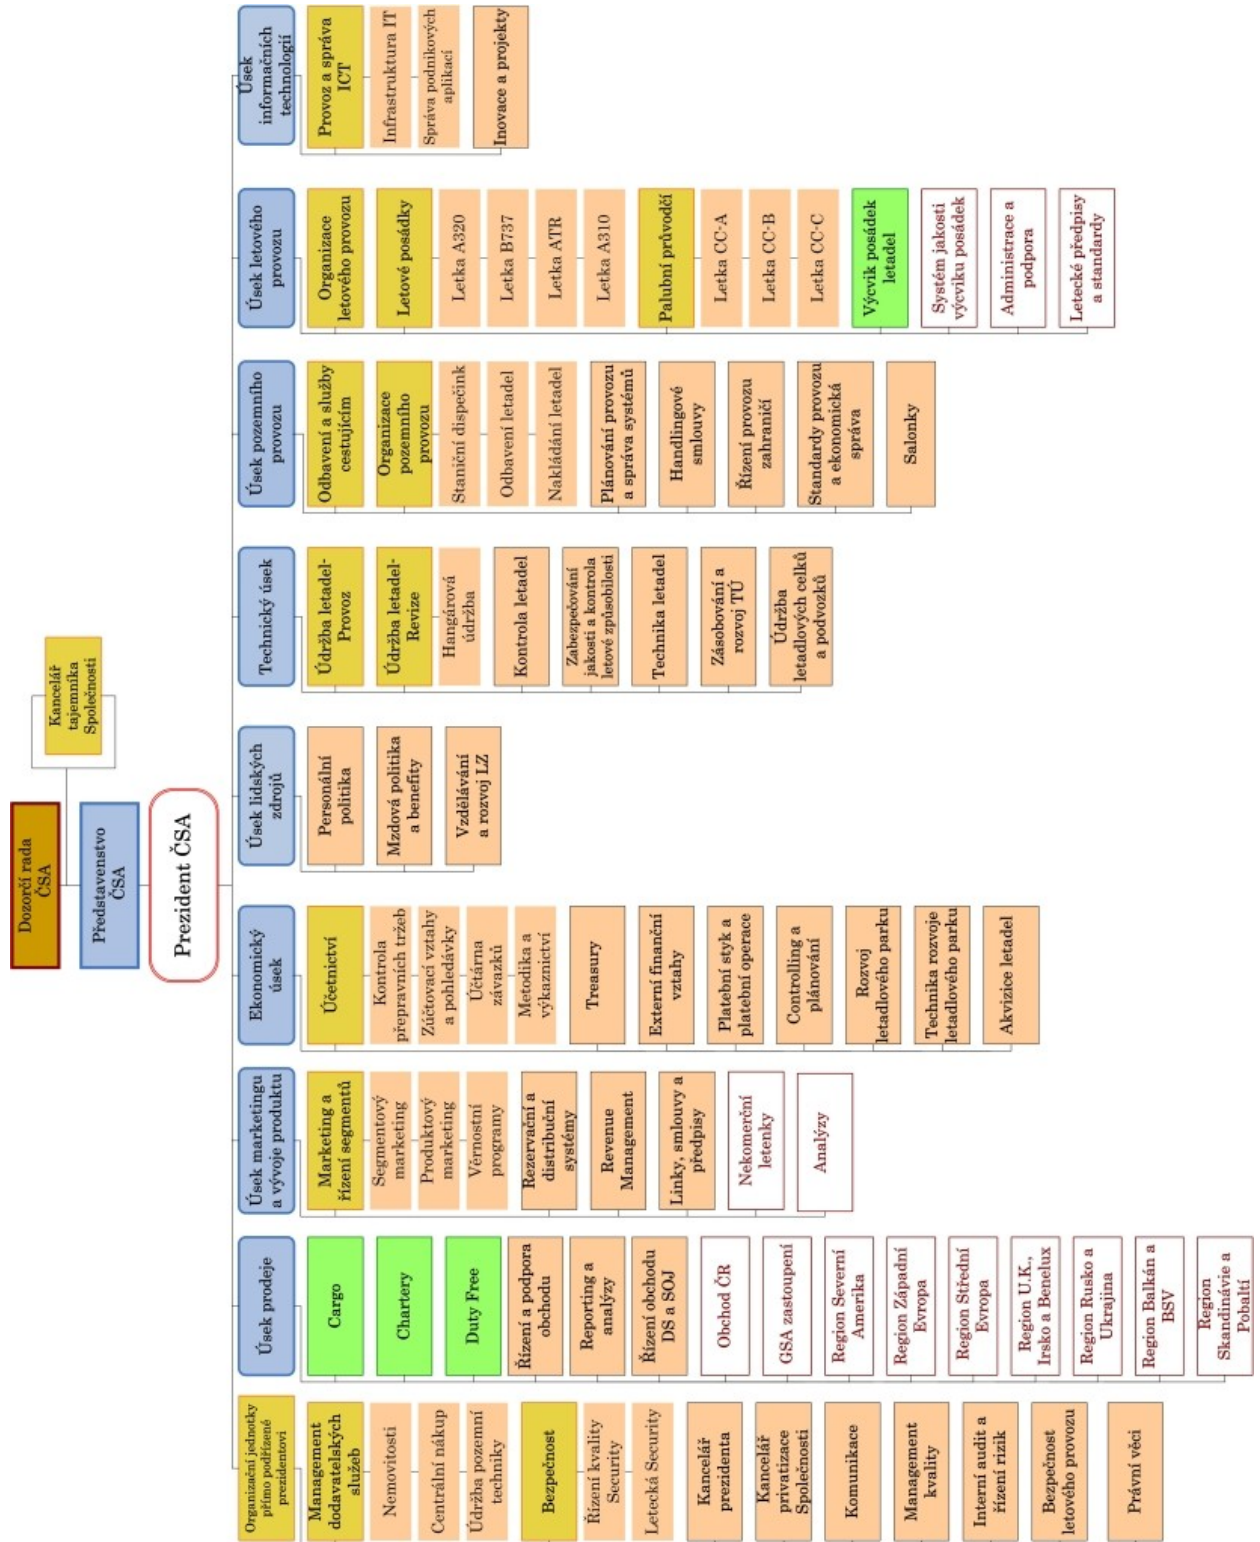 Dozorčí rada
ČSA
Kancelář
tajemníka
Společnosti
Představenstvo
ČSA
Prezident ČSA
Organizační jednotky
přímo podřízené
prezidentovi
Management
dodavatelských
služeb
Nemovitosti
Centrální nákup
Údržba pozemní
techniky
Bezpečnost
Řízení kvality
Security
Letecká Security
Kancelář
prezidenta
Kancelář
privatizace
Společnosti
Komunikace
Management
kvality
Interní audit a
řízení rizik
Bezpečnost
letového provozu
Právní věci
Úsek prodeje
Cargo
Chartery
Duty Free
Řízení a podpora
obchodu
Reporting a
analýzy
Řízení obchodu
DS a SOJ
Obchod ČR
GSA zastoupení
Region Severní
Amerika
Region Západní
Evropa
Region Střední
Evropa
Region U.K.,
Irsko a Benelux
Region Rusko a
Ukrajina
Region Balkán a
BSV
Region
Skandinávie a
Pobaltí
Úsek marketingu
a vývoje produktu
Marketing a
řízení segmentů
Segmentový
marketing
Produktový
marketing
Věrnostní
programy
Rezervační a
distribuční
systémy
Revenue
Management
Linky, smlouvy a
předpisy
Nekomerční
letenky
Analýzy
Ekonomický
úsek
Účetnictví
Kontrola
přepravních tržeb
Zúčtovací vztahy
a pohledávky
Účtárna
závazků
Metodika a
výkaznictví
Treasury
Externí finanční
vztahy
Platební styk a
platební operace
Controlling a
plánování
Rozvoj
letadlového parku
Technika rozvoje
letadlového parku
Akvizice letadel
Úsek lidských
zdrojů
Personální
politika
Mzdová politika
a benefity
Vzdělávání
a rozvoj LZ
Technický úsek
Údržba letadel-
Provoz
Údržba letadel-
Revize
Hangárová
údržba
Kontrola letadel
Zabezpečování
jakosti a kontrola
letové způsobilosti
Technika letadel
Zásobování a
rozvoj TÚ
Údržba
letadlových celků
a podvozků
Úsek pozemního
provozu
Odbavení a služby
cestujícím
Organizace
pozemního
provozu
Staniční dispečink
Odbavení letadel
Nakládání letadel
Plánování provozu
a správa systémů
Handlingové
smlouvy
Řízení provozu
zahraničí
Standardy provozu
a ekonomická
správa
Salonky
Úsek letového
provozu
Organizace
letového provozu
Letové posádky
Letka A320
Letka B737
Letka ATR
Letka A310
Palubní průvodčí
Letka CC-A
Letka CC-B
Letka CC-C
Výcvik posádek
letadel
Systém jakosti
výcviku posádek
Administrace a
podpora
Letecké předpisy
a standardy
Úsek
informačních
technologií
Provoz a správa
ICT
Infrastruktura IT
Správa podnikových
aplikací
Inovace a projekty